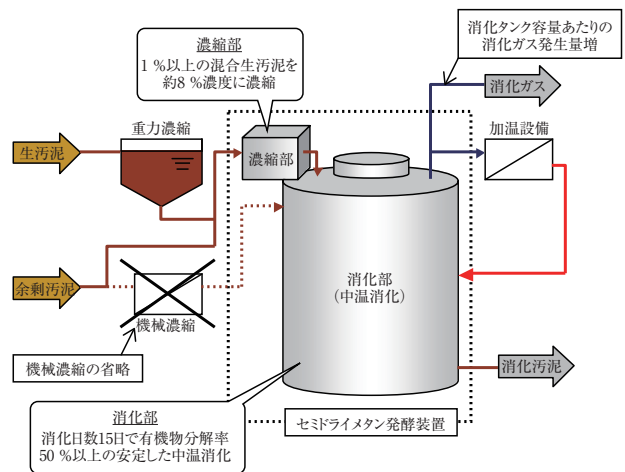 濃縮部
1 %以上の混合生汚泥を
約8 %濃度に濃縮
消化タンク容量あたりの
消化ガス発生量増
消化ガス
重力濃縮
加温設備
生汚泥
濃縮部
消化部
(中温消化)
余剰汚泥
機械濃縮
機械濃縮の省略
消化汚泥
消化部
消化日数15日で有機物分解率
50 %以上の安定した中温消化
セミドライメタン発酵装置